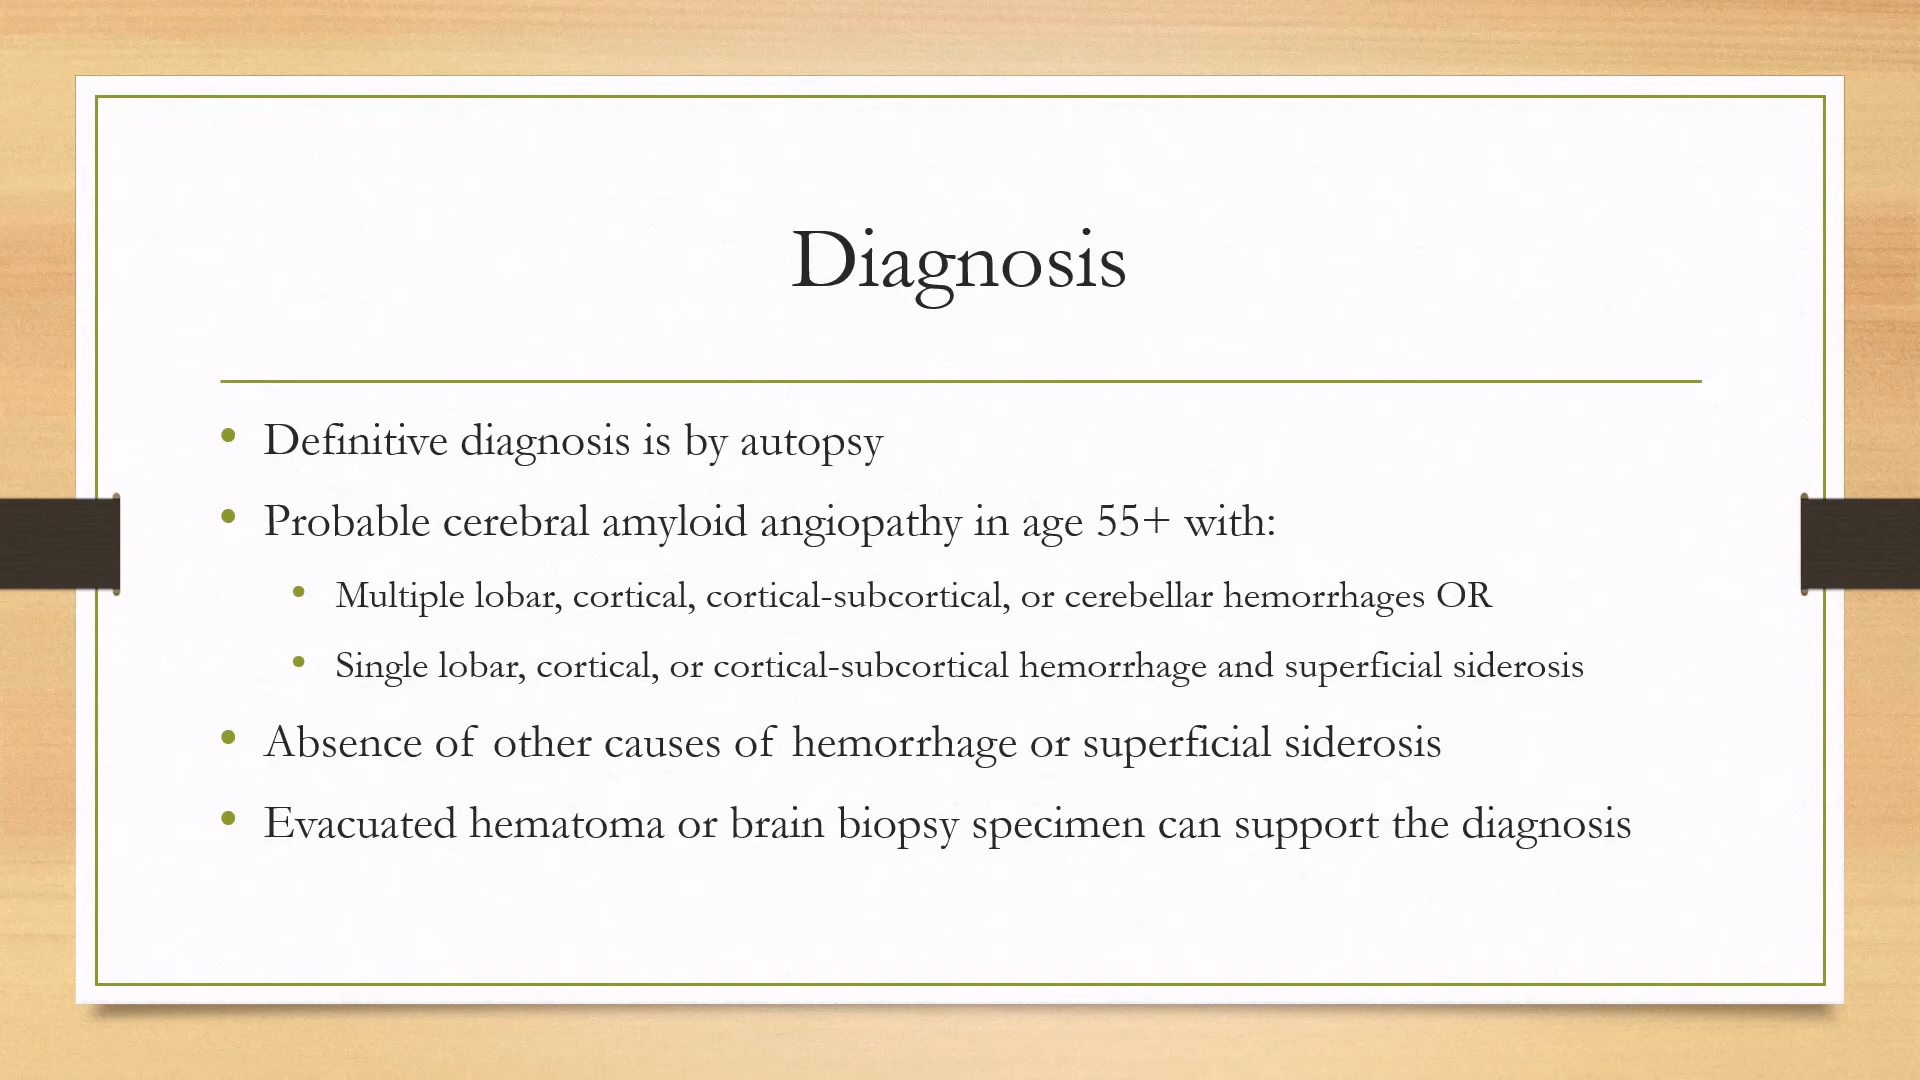 Diagnosis
Definitive diagnosis is by autopsy
Probable cerebral amyloid angiopathy in age 55+ with:
Multiple lobar, cortical, cortical-subcortical, or cerebellar hemorrhages OR
Single lobar, cortical, or cortical-subcortical hemorrhage and superficial siderosis
Absence of other causes of hemorrhage or superficial siderosis
Evacuated hematoma or brain biopsy specimen can support the diagnosis